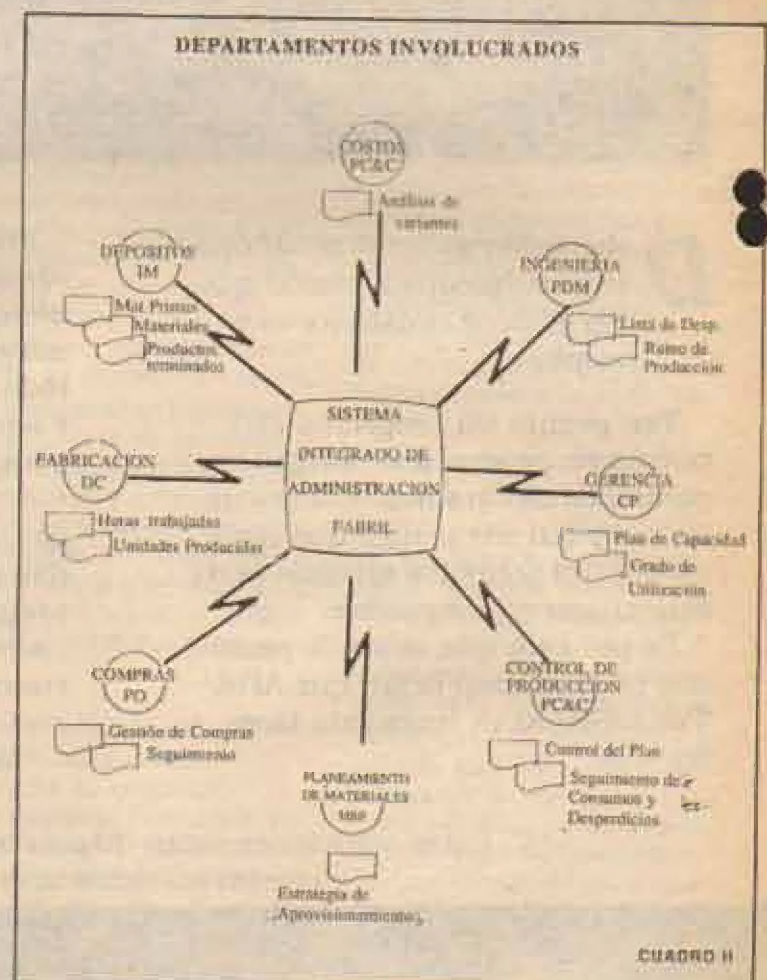 DEPARTAMENTOS INVOLUCRADOS
COSTOS
PC&C
Análisis de
variantes
DEPOSITOS
IM
Mat Primas
Materiales
Productos
terminados
INGENIERIA
PDM
Lista de Desp.
Producción
SISTEMA
INTEGRADO DE
ADMINISTRACION
FABRIL
FABRICACION
DC
Horas trabajadas
Unidades Producidas
GERENCIA
CP
Plan de Capacidad
Grado de
Utilización
COMPRAS
PO
Gestión de Compras
Seguimiento
CONTROL DE
PRODUCCION
PC&C
Control del Plan
Seguimiento de
Consumos y
Desperdicios
PLANEAMIENTO
DE MATERIALES
Estrategia de
Aprovisionamiento
CUADRO II